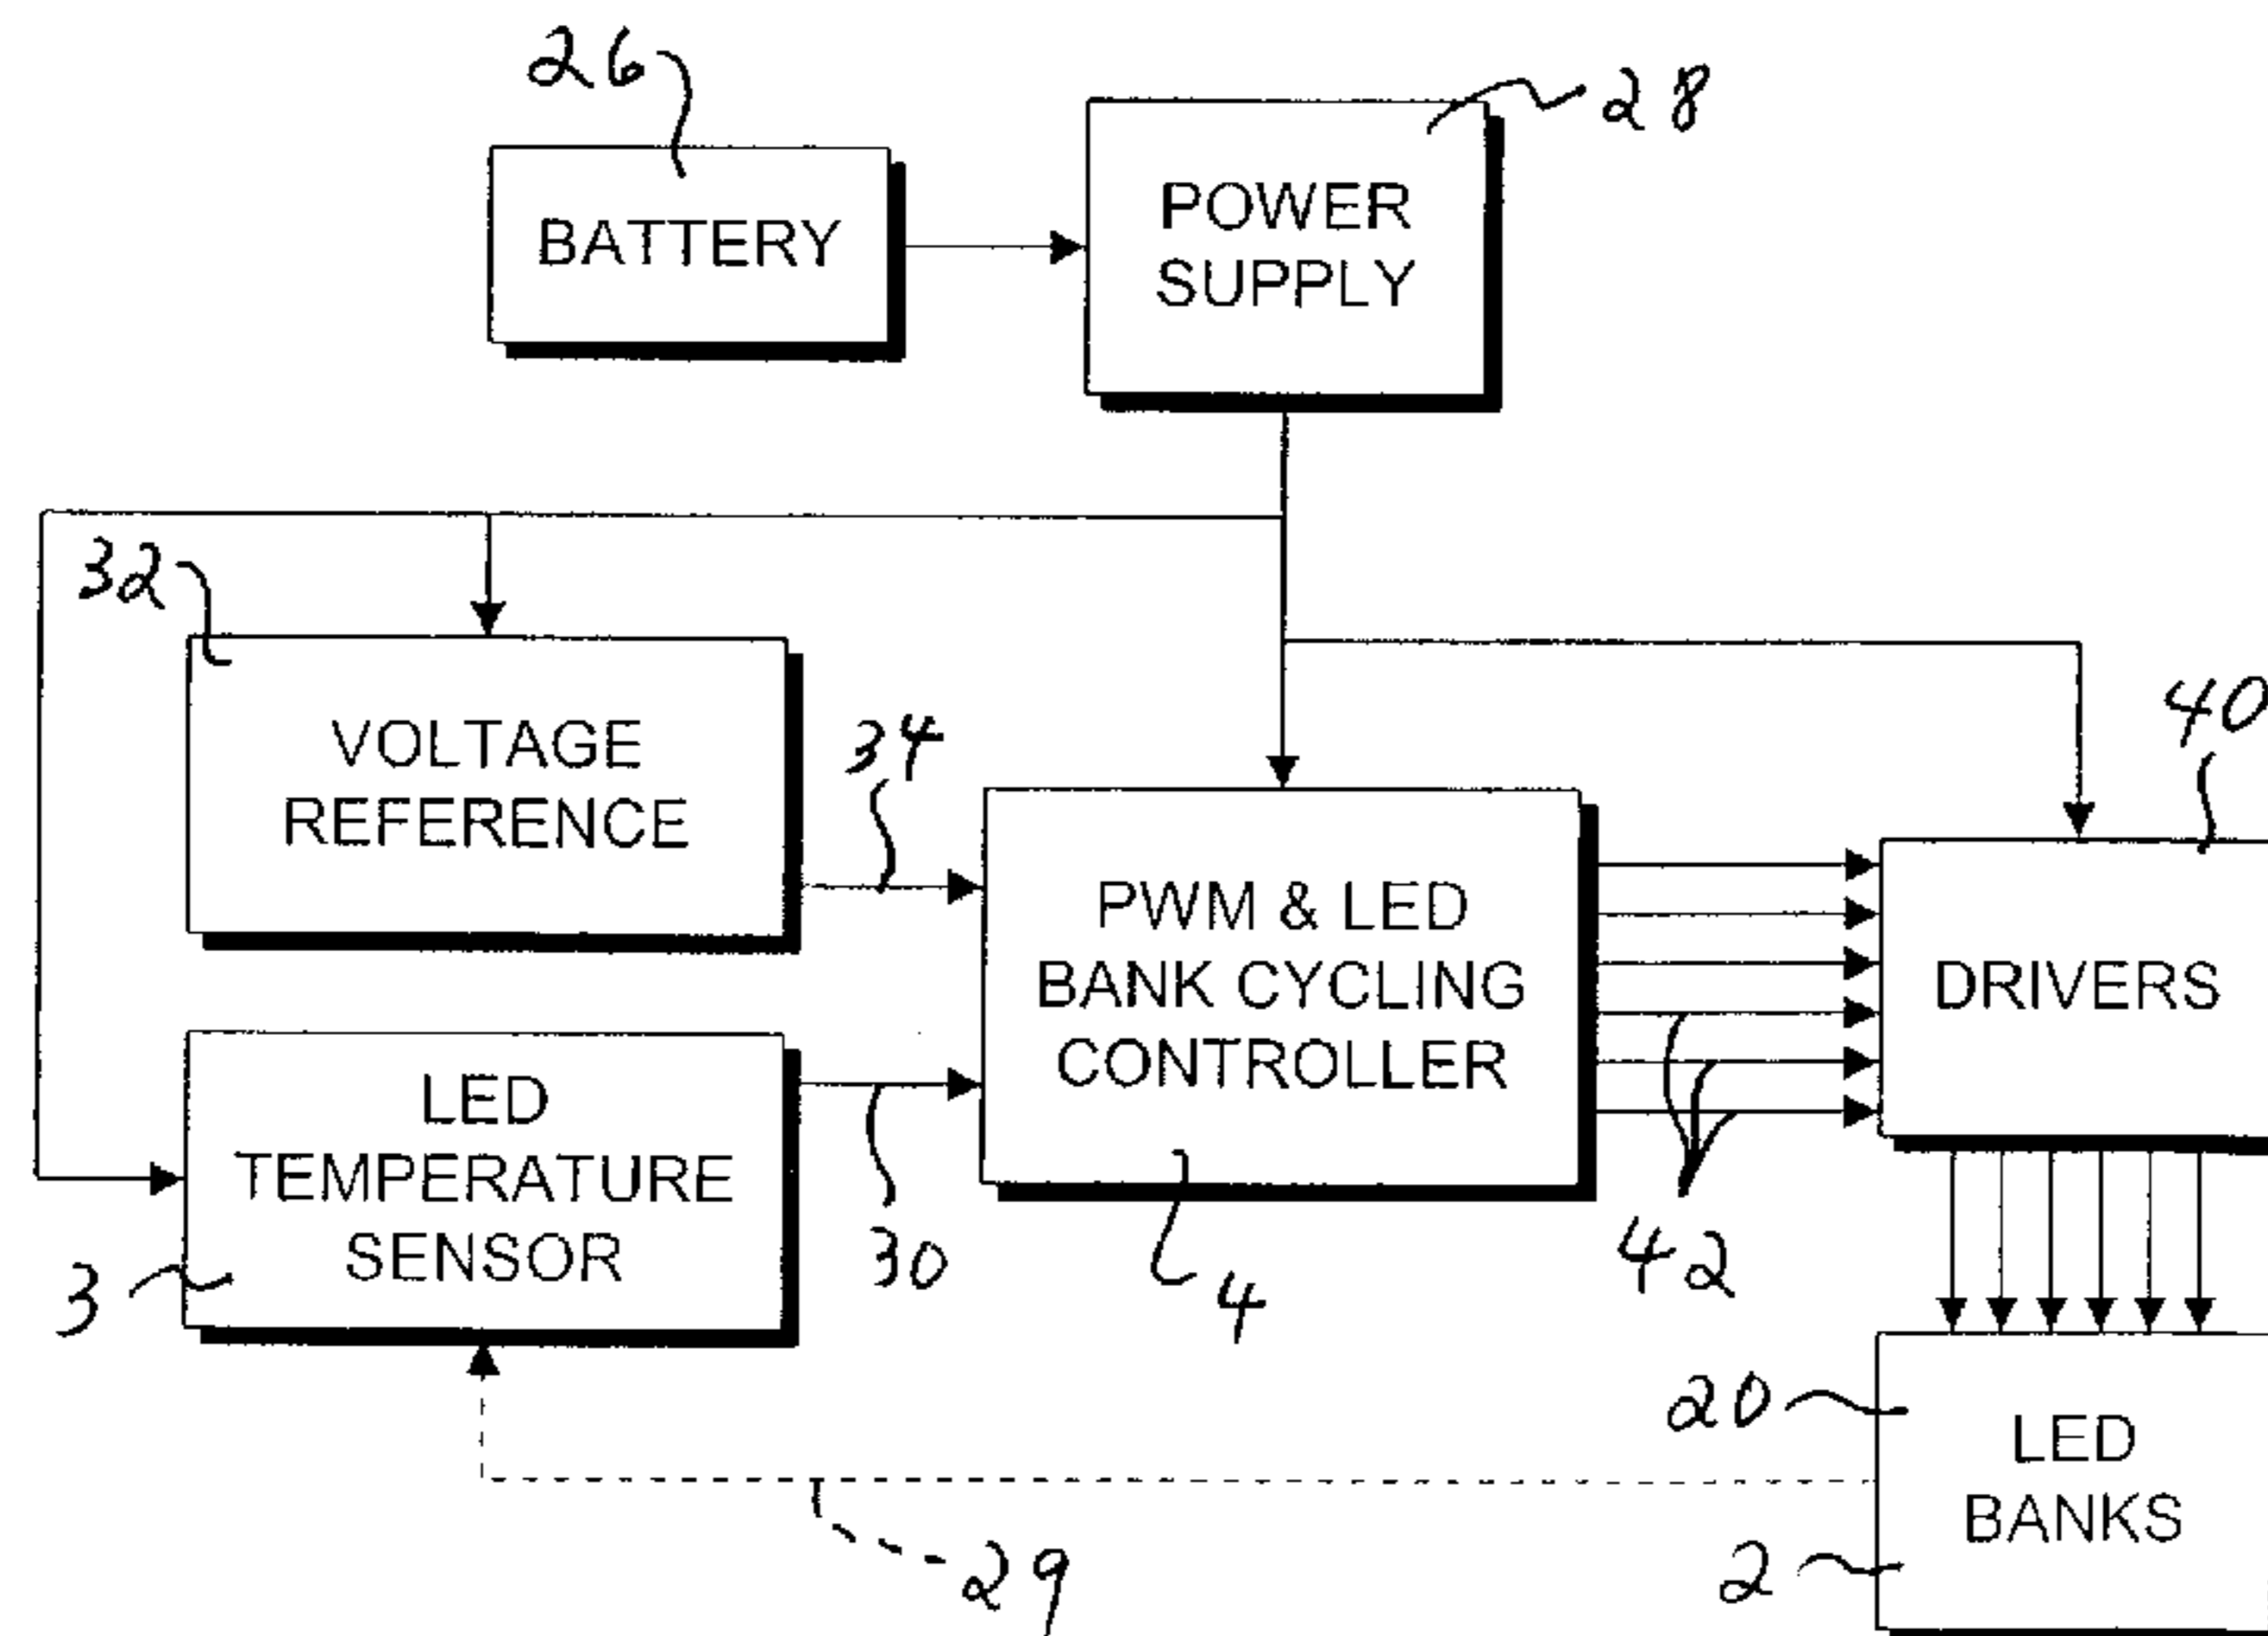 26
28
BATTERY
POWER
SUPPLY
32
VOLTAGE
REFERENCE
34
40
PWM & LED
BANK CYCLING
CONTROLLER
DRIVERS
LED
TEMPERATURE
SENSOR
3
30
4
42
20
LED
BANKS
2
29